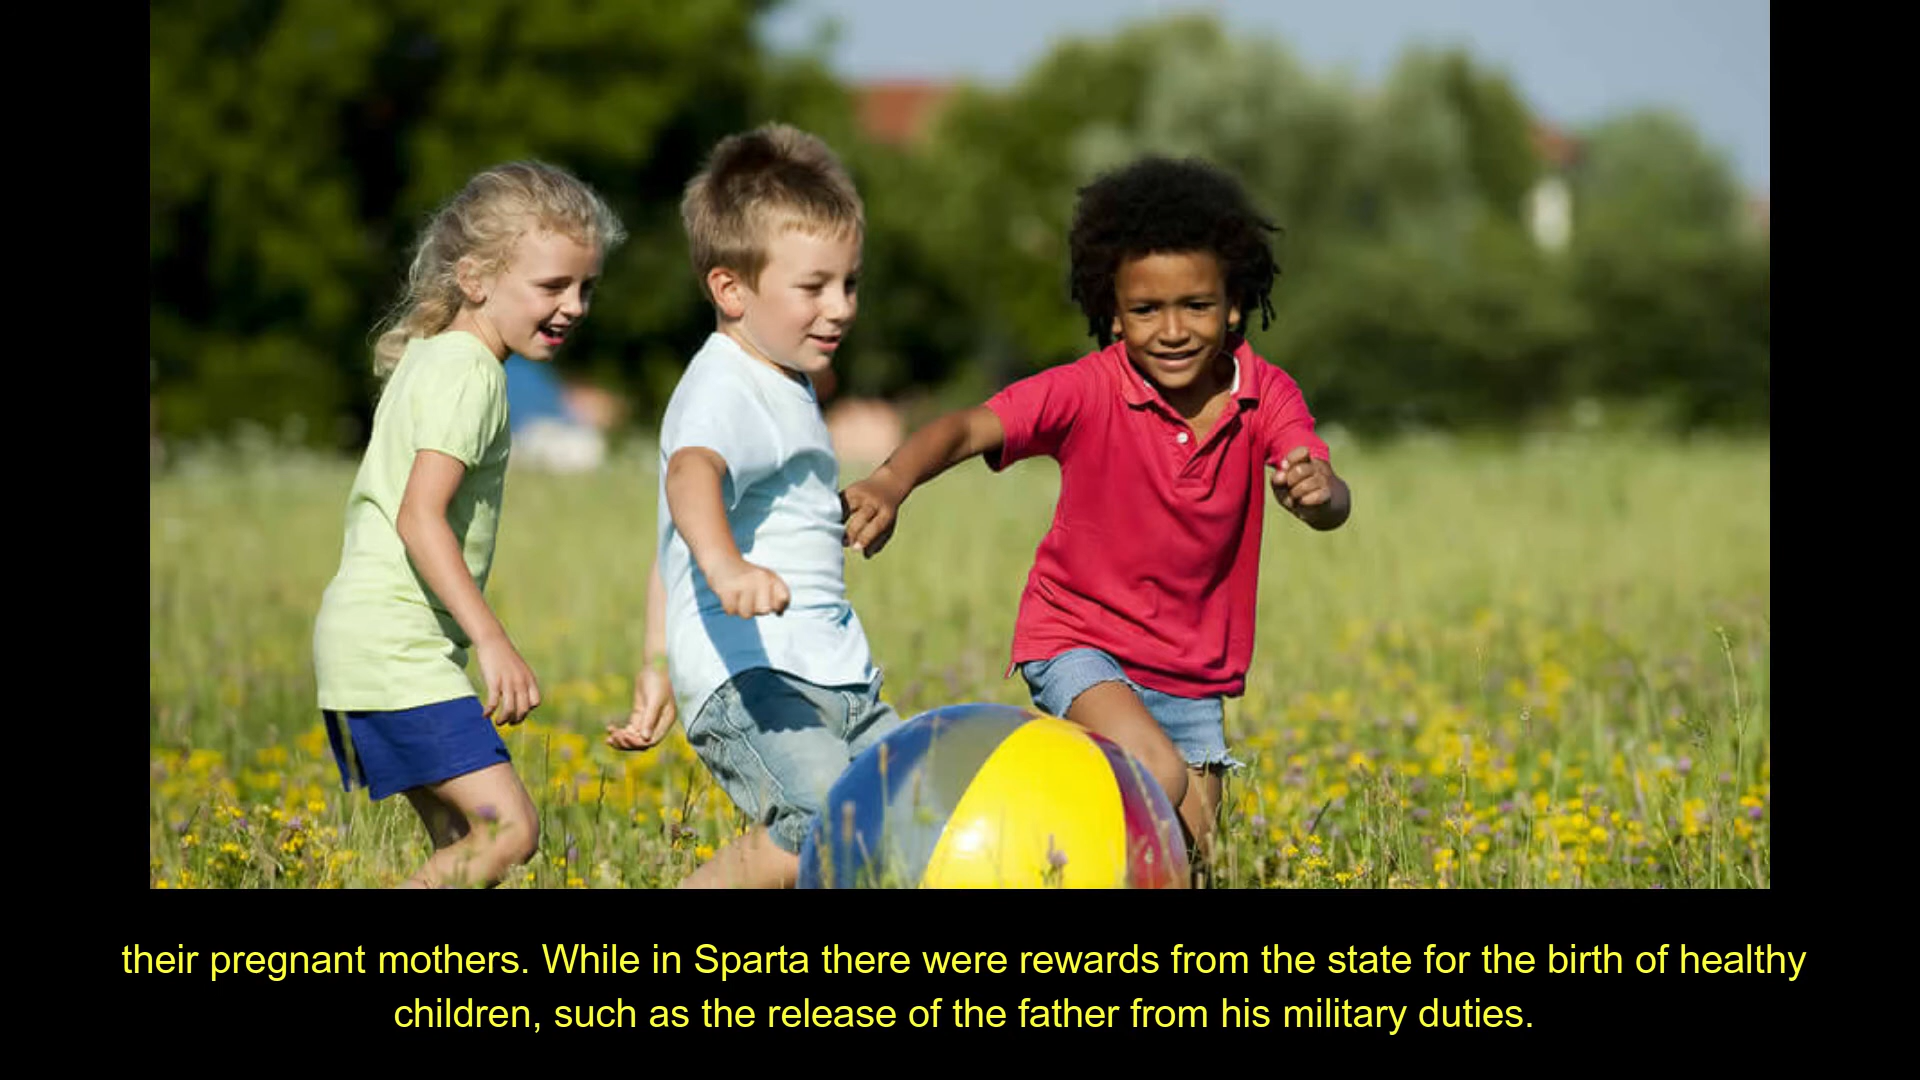 their pregnant mothers. While in Sparta there were rewards from the state for the birth of healthy
children, such as the release of the father from his military duties.